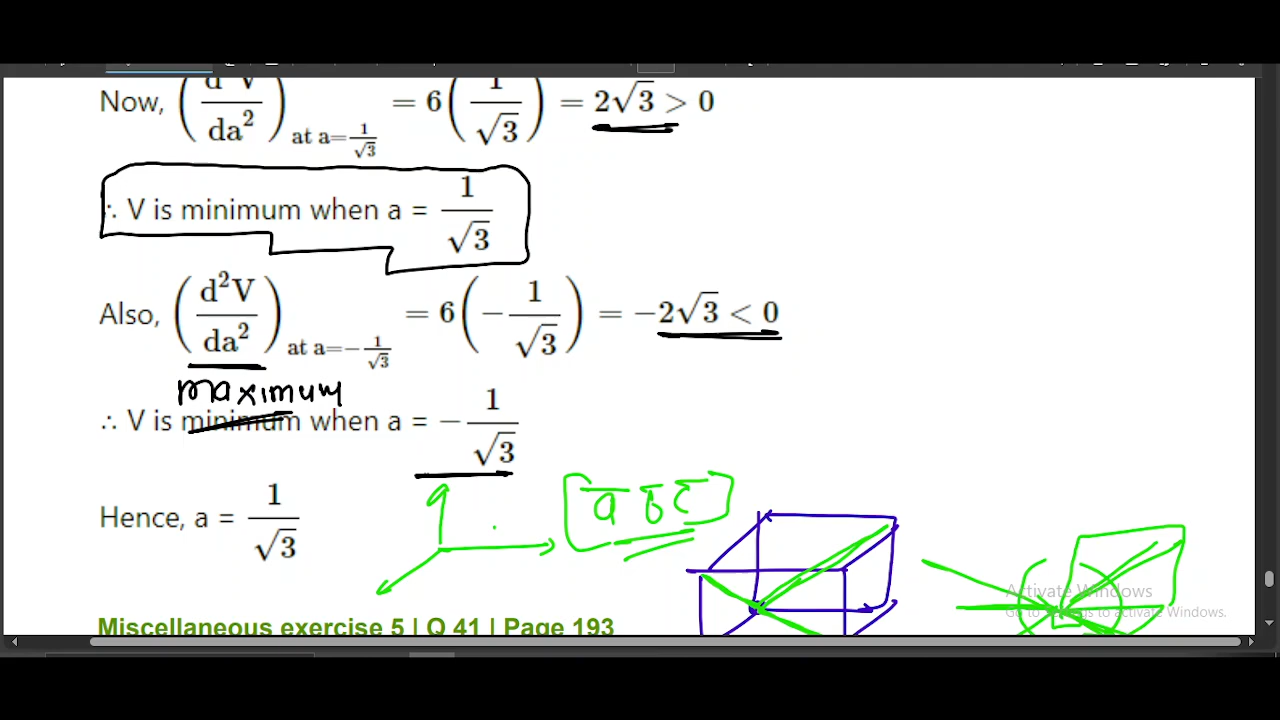 Now, (d²V/da²) at a=1/√3 = 6(1/√3) = 2√3 > 0
∴ V is minimum when a = 1/√3
Also, (d²V/da²) at a=−1/√3 = 6(−1/√3) = −2√3 < 0
maximum
∴ V is minimum when a = −1/√3
[a̅ b̅ c̅]
Hence, a = 1/√3
Activate Windows
Go to Settings to activate Windows.
Miscellaneous exercise 5 | Q 41 | Page 193